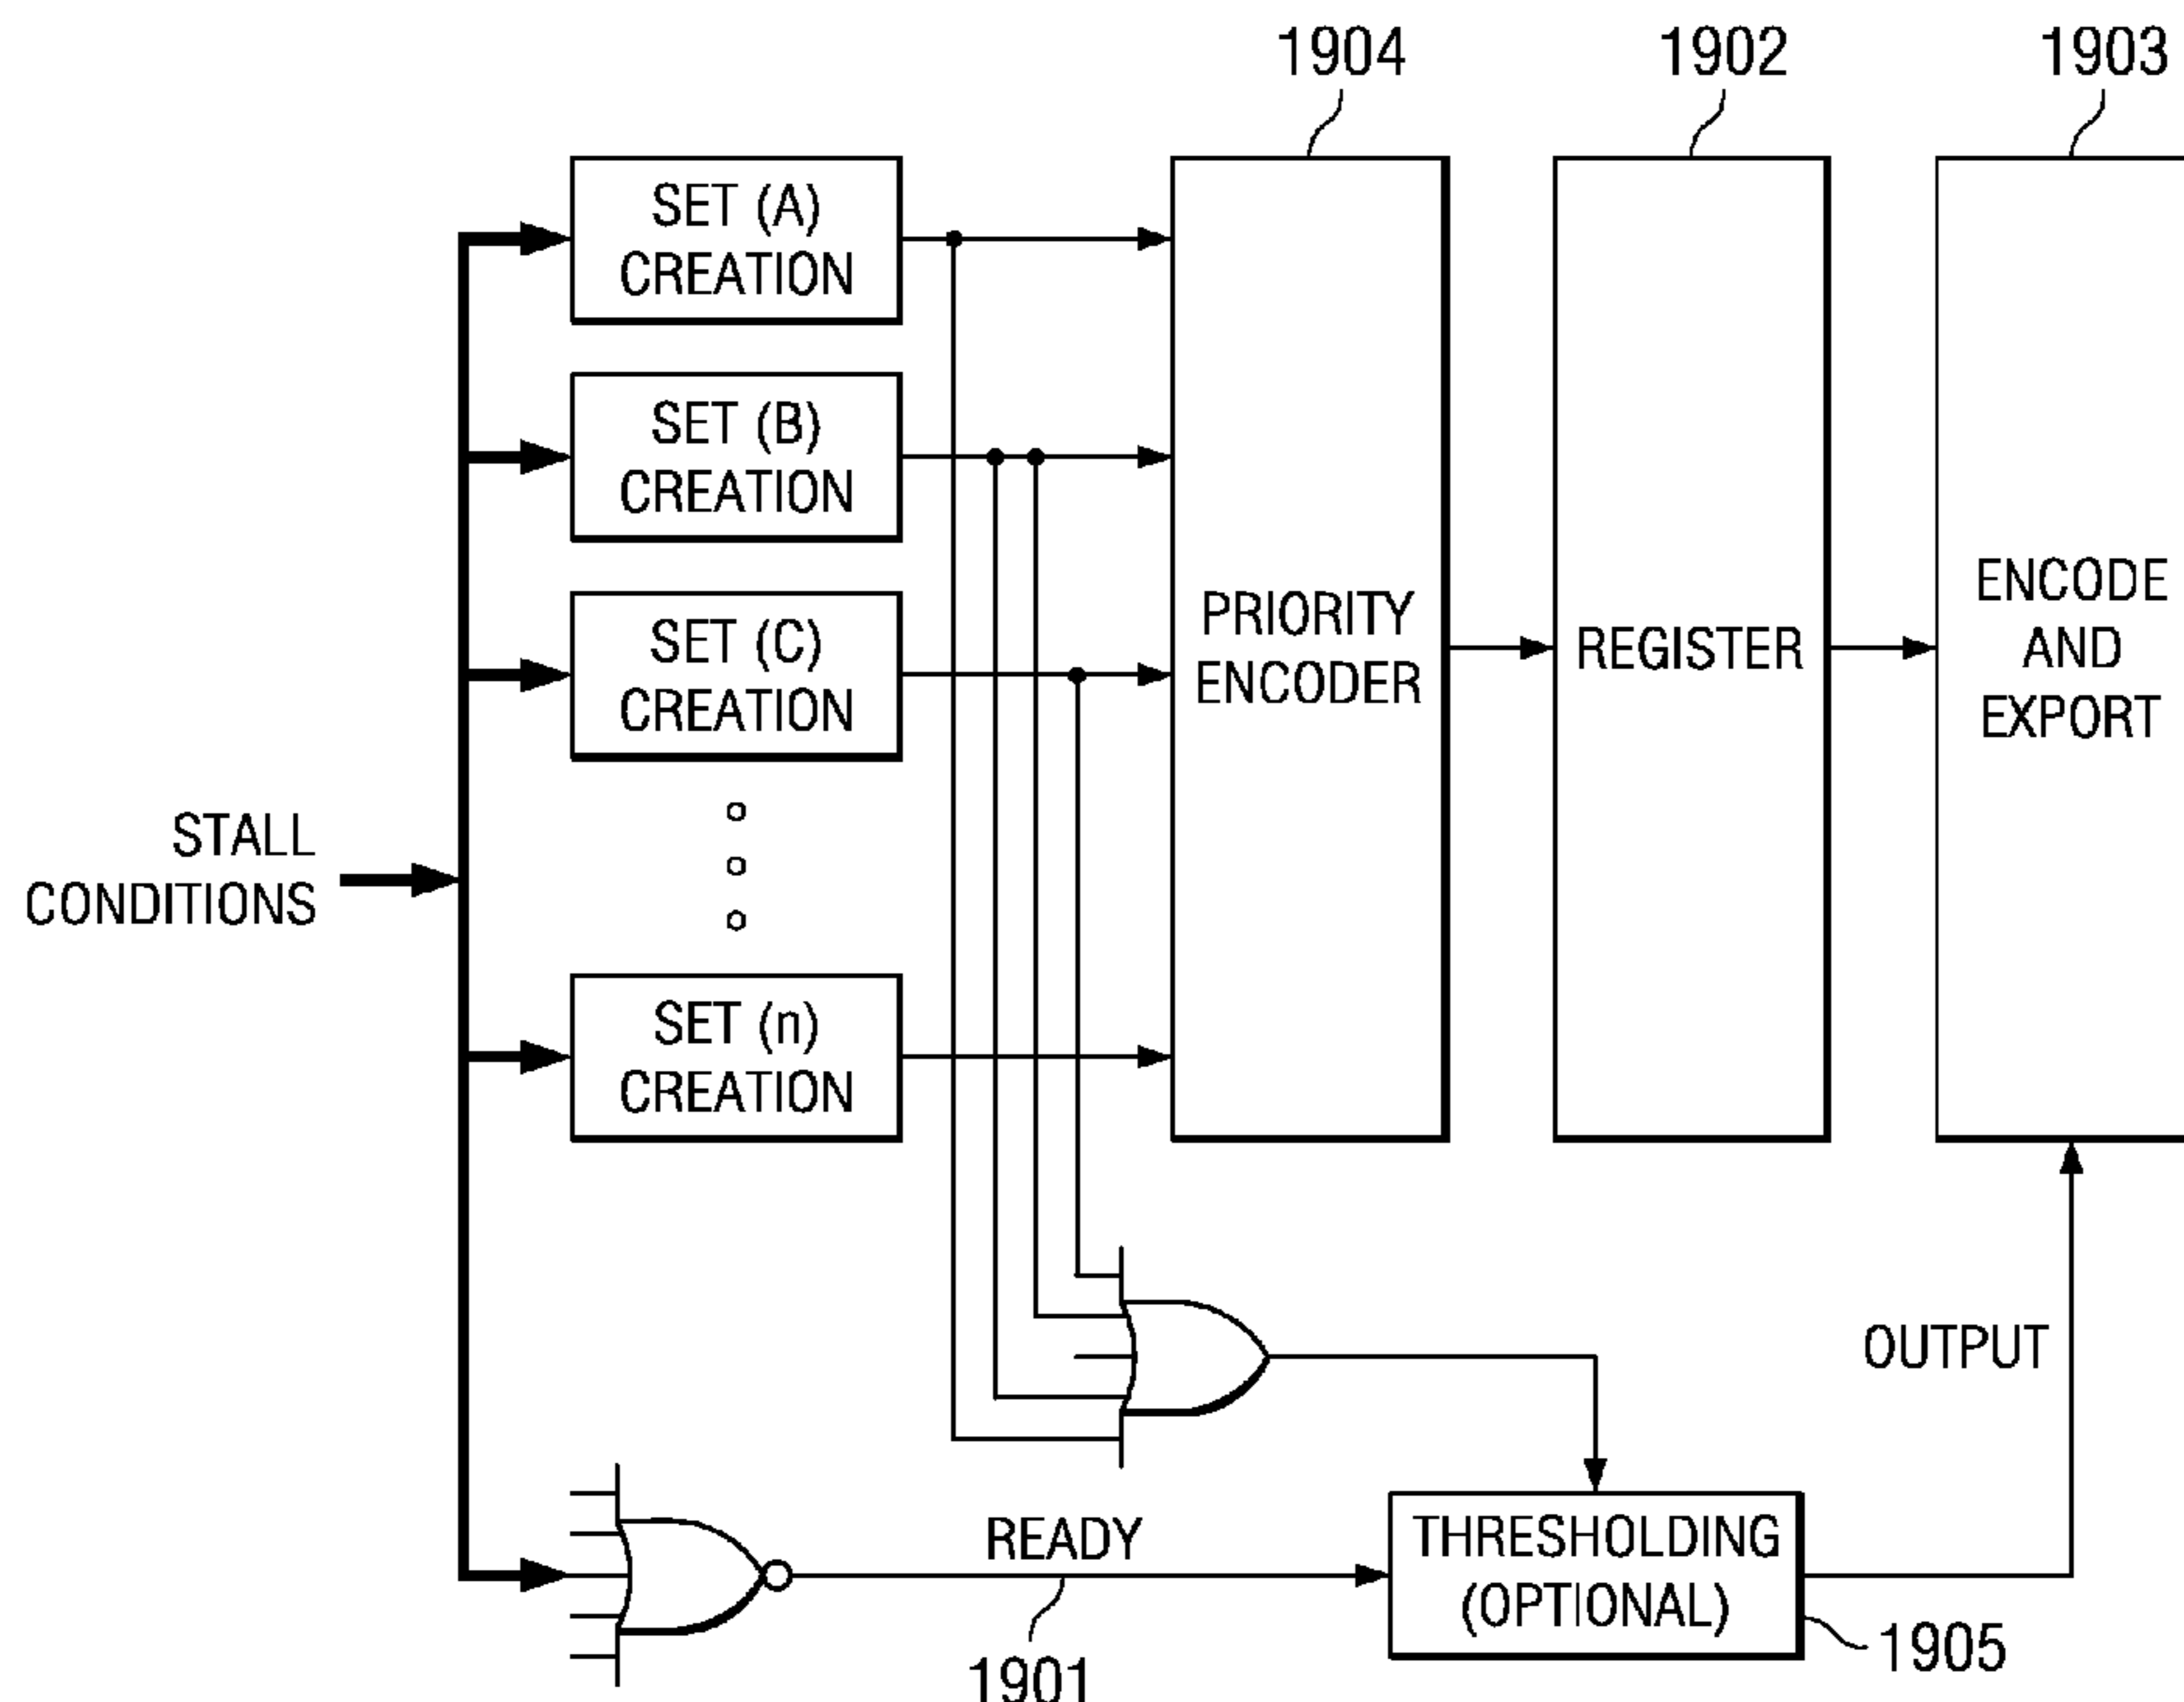 1904
1902
1903
SET (A)
CREATION
SET (B)
CREATION
SET (C)
CREATION
SET (n)
CREATION
STALL
CONDITIONS
PRIORITY
ENCODER
REGISTER
ENCODE
AND
EXPORT
OUTPUT
READY
1901
THRESHOLDING
(OPTIONAL)
1905